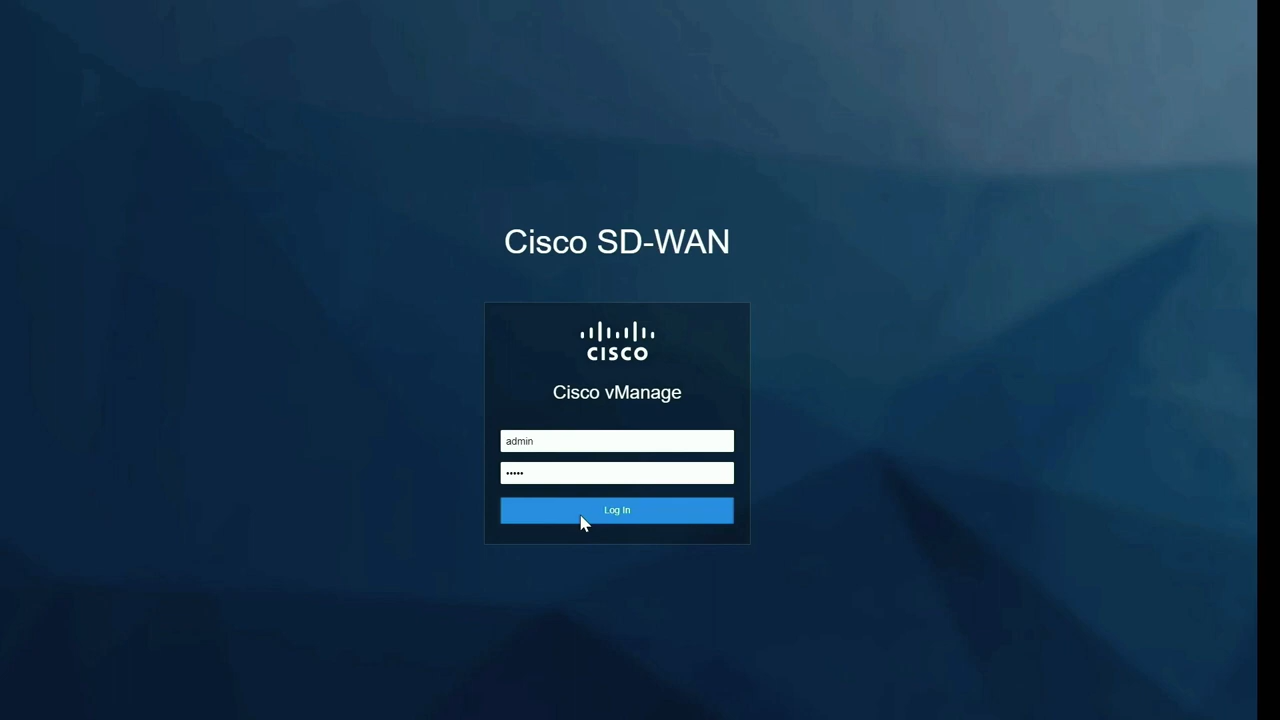 Cisco SD-WAN
CISCO
Cisco vManage
admin
•••••
Log In